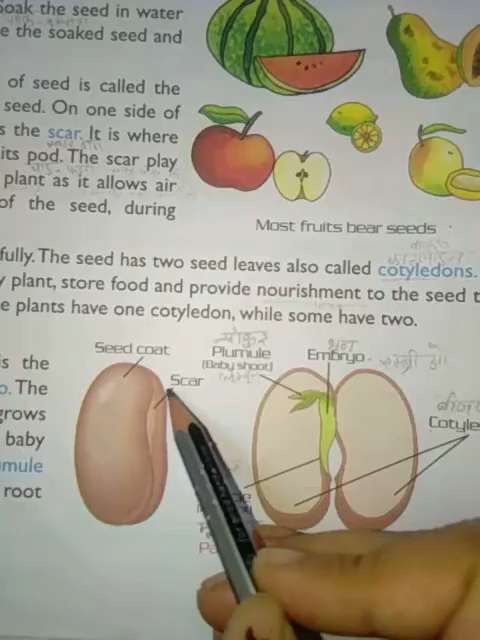 oak the seed in water
e the soaked seed and
of seed is called the
seed. On one side of
s the scar. It is where
its pod. The scar play
plant as it allows air
of the seed, during
Most fruits bear seeds
fully. The seed has two seed leaves also called cotyledons.
plant, store food and provide nourishment to the seed t
e plants have one cotyledon, while some have two.
is the
o. The
grows
baby
mule
root
Seed coat
Scar
Plumule
(Baby shoot)
Embryo
भ्रूण
Cotyle